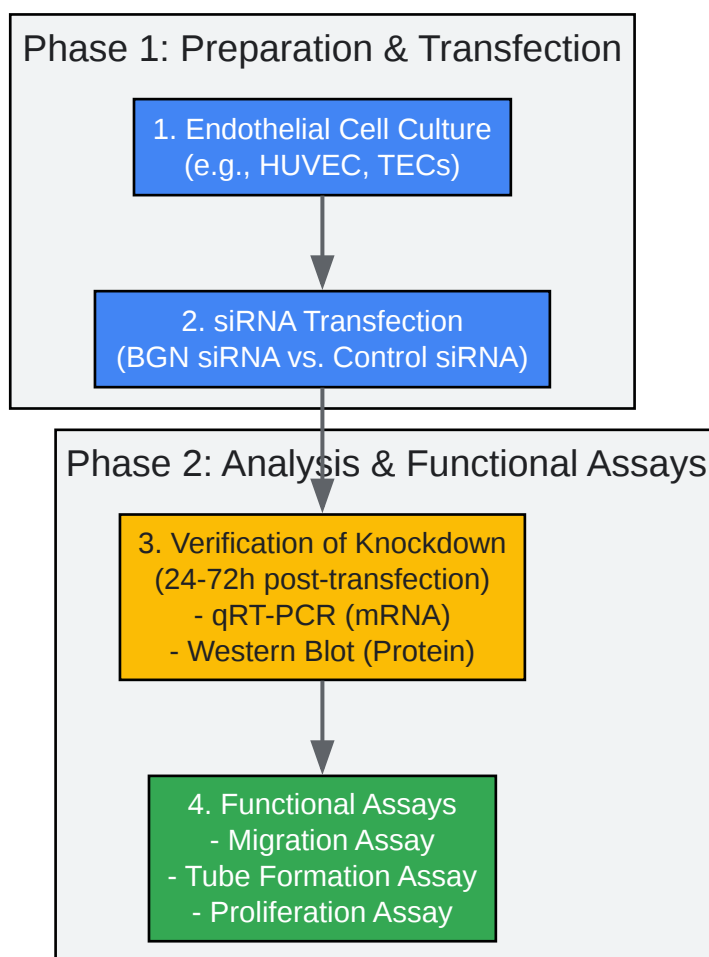 Phase 1: Preparation & Transfection
1. Endothelial Cell Culture
(e.g., HUVEC, TECs)
2. siRNA Transfection
(BGN siRNA vs. Control siRNA)
Phase 2: Analysis & Functional Assays
3. Verification of Knockdown
(24-72h post-transfection)
- qRT-PCR (mRNA)
- Western Blot (Protein)
4. Functional Assays
- Migration Assay
- Tube Formation Assay
- Proliferation Assay